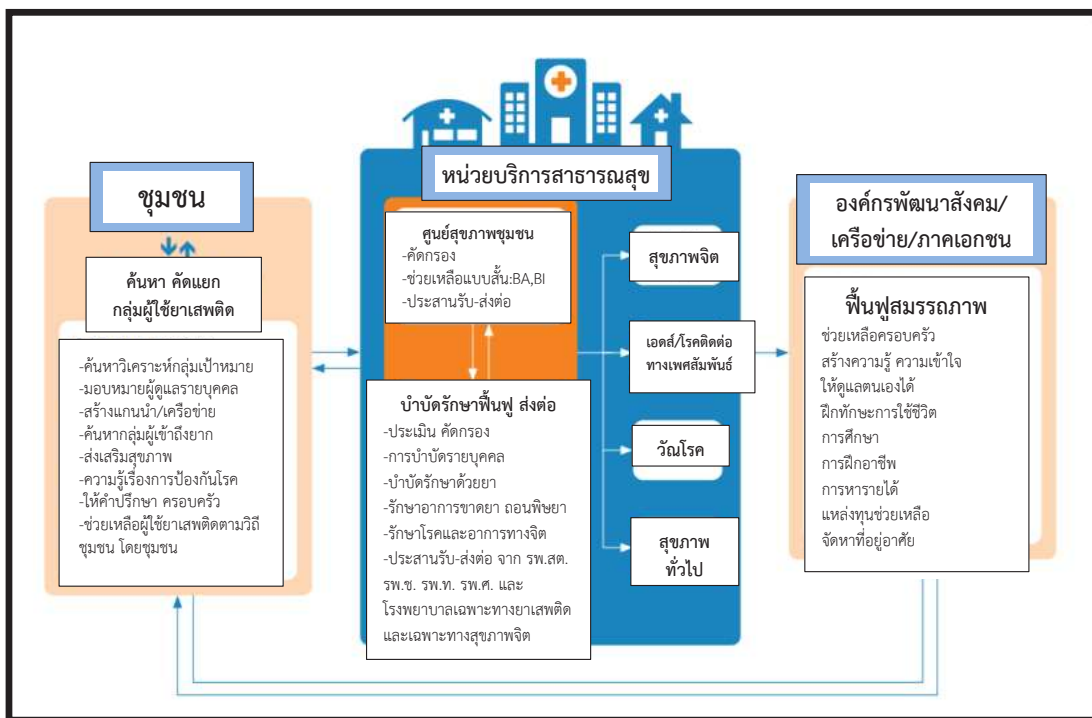 ชุมชน
ค้นหา คัดแยก
กลุ่มผู้ใช้ยาเสพติด
-ค้นหาวิเคราะห์กลุ่มเป้าหมาย
-มอบหมายผู้ดูแลรายบุคคล
-สร้างแกนนำ/เครือข่าย
-ค้นหากลุ่มผู้เข้าถึงยาก
-ส่งเสริมสุขภาพ
-ความรู้เรื่องการป้องกันโรค
-ให้คำปรึกษา ครอบครัว
-ช่วยเหลือผู้ใช้ยาเสพติดตามวิถี
ชุมชน โดยชุมชน
หน่วยบริการสาธารณสุข
ศูนย์สุขภาพชุมชน
-คัดกรอง
-ช่วยเหลือแบบสั้น:BA,BI
-ประสานรับ-ส่งต่อ
บำบัดรักษาฟื้นฟู ส่งต่อ
-ประเมิน คัดกรอง
-การบำบัดรายบุคคล
-บำบัดรักษาด้วยยา
-รักษาอาการขาดยา ถอนพิษยา
-รักษาโรคและอาการทางจิต
-ประสานรับ-ส่งต่อ จาก รพ.สต.
รพ.ช. รพ.ท. รพ.ศ. และ
โรงพยาบาลเฉพาะทางยาเสพติด
และเฉพาะทางสุขภาพจิต
สุขภาพจิต
เอดส์/โรคติดต่อ
ทางเพศสัมพันธ์
วัณโรค
สุขภาพ
ทั่วไป
องค์กรพัฒนาสังคม/
เครือข่าย/ภาคเอกชน
ฟื้นฟูสมรรถภาพ
ช่วยเหลือครอบครัว
สร้างความรู้ ความเข้าใจ
ให้ดูแลตนเองได้
ฝึกทักษะการใช้ชีวิต
การศึกษา
การฝึกอาชีพ
การหารายได้
แหล่งทุนช่วยเหลือ
จัดหาที่อยู่อาศัย